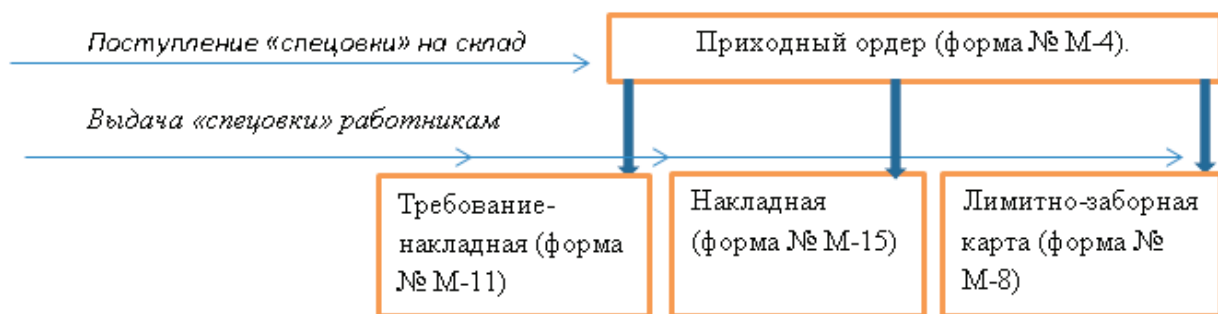 Поступление «спецовки» на склад
Приходный ордер (форма № М-4).
Выдача «спецовки» работникам
Требование-
накладная (форма
№ М-11)
Накладная
(форма № М-15)
Лимитно-заборная
карта (форма №
М-8)